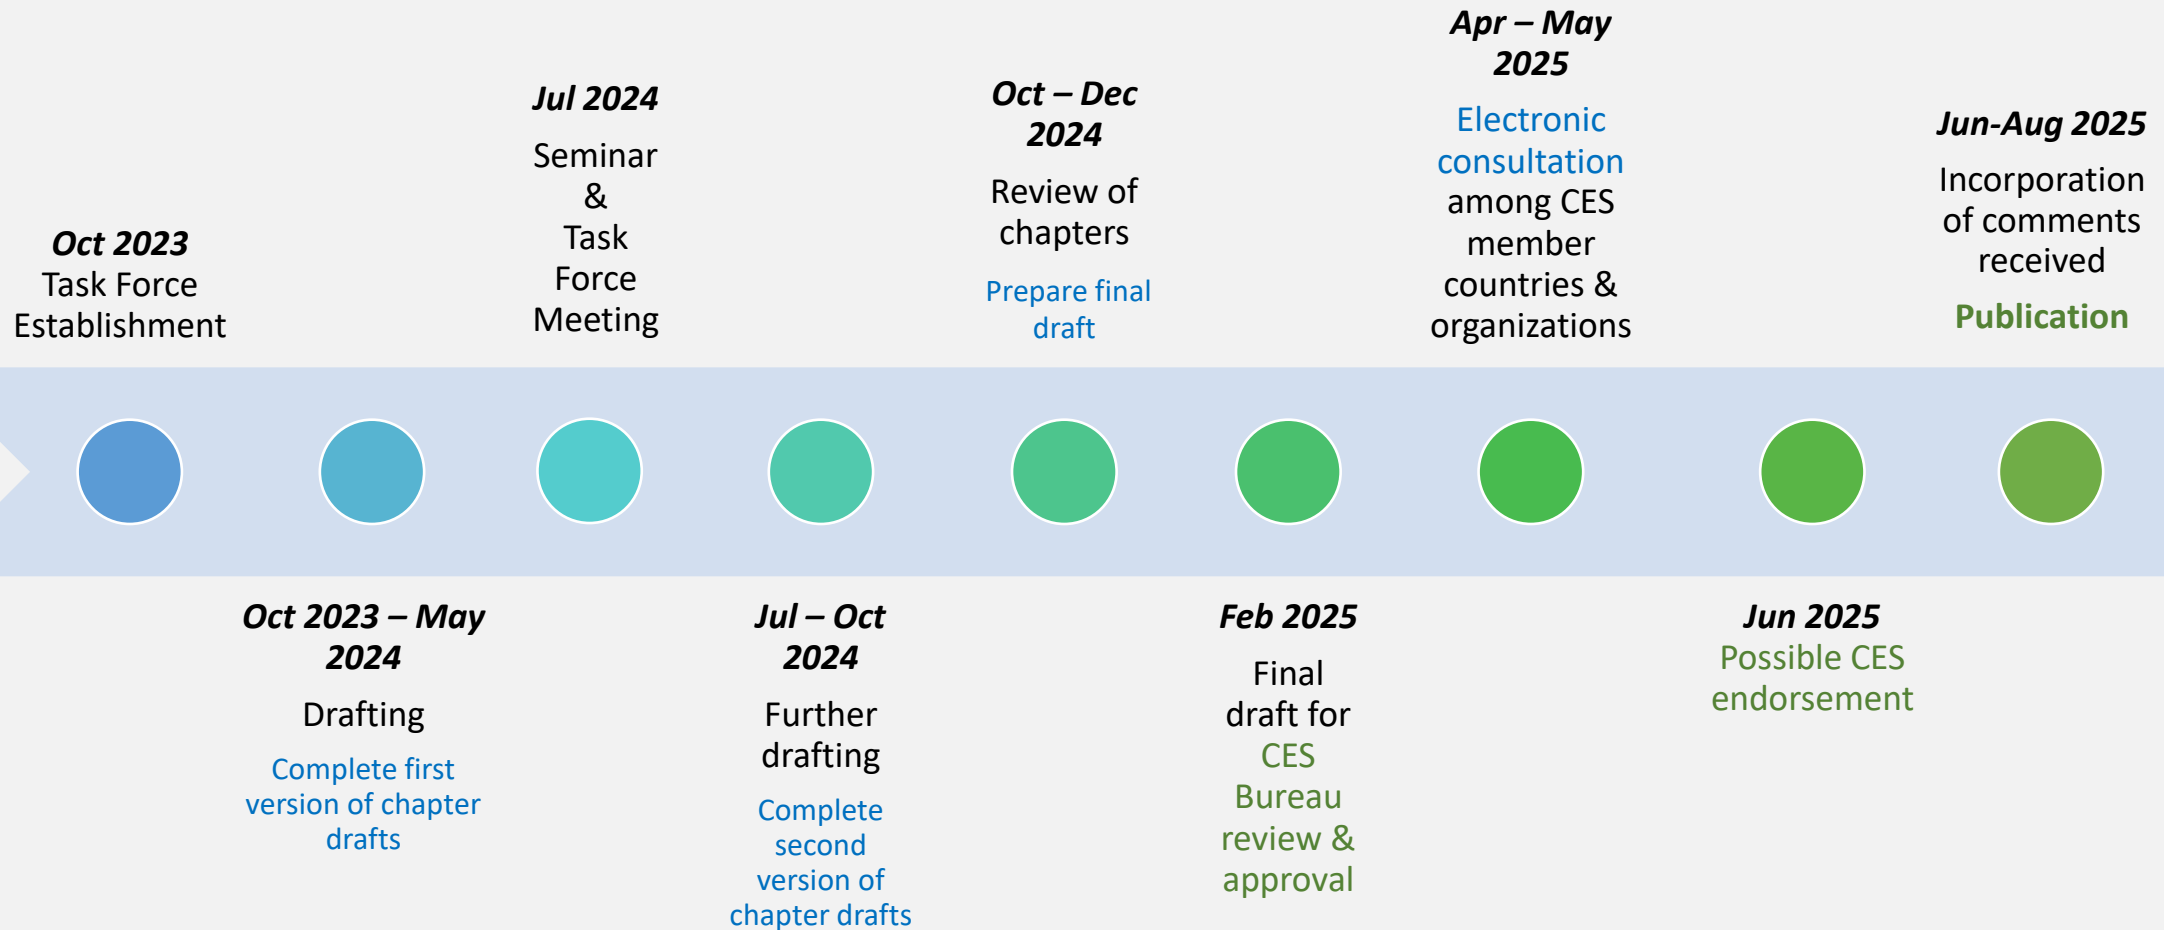 Oct 2023
Task Force
Establishment
Oct 2023 – May
2024
Drafting
Complete first
version of chapter
drafts
Jul 2024
Seminar
&
Task
Force
Meeting
Jul – Oct
2024
Further
drafting
Complete
second
version of
chapter drafts
Oct – Dec
2024
Review of
chapters
Prepare final
draft
Feb 2025
Final
draft for
CES
Bureau
review &
approval
Apr – May
2025
Electronic
consultation
among CES
member
countries &
organizations
Jun 2025
Possible CES
endorsement
Jun-Aug 2025
Incorporation
of comments
received
Publication